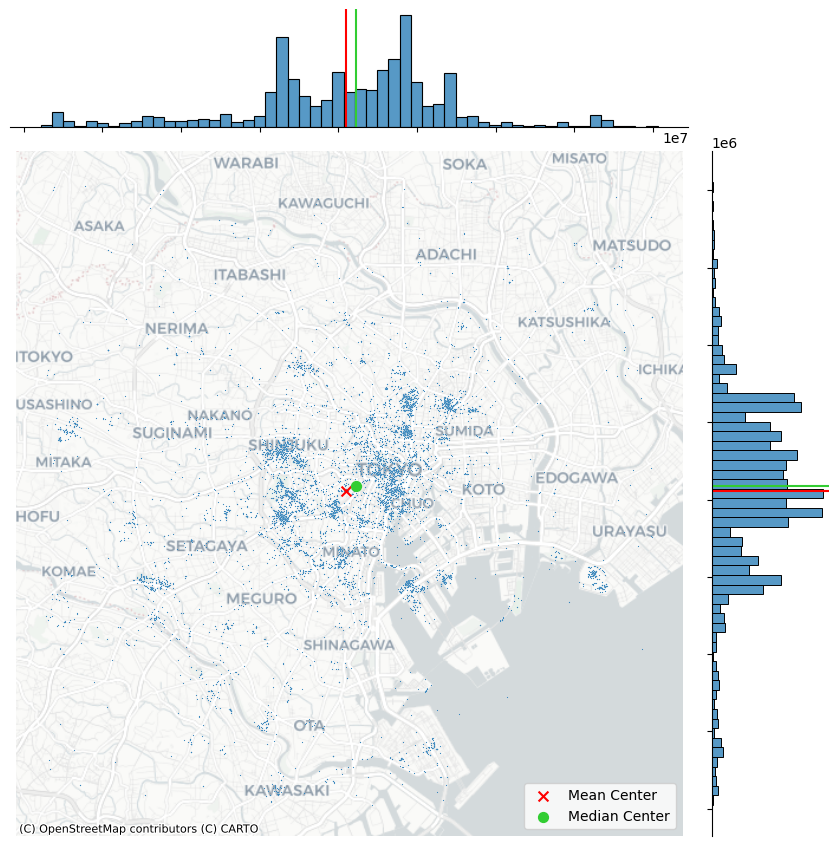 1e7
1e6
WARABI
SOKA
MISATO
KAWAGUCHI
ASAKA
MATSUDO
ADACHI
ITABASHI
KATSUSHIKA
NERIMA
ITOKYO
ICHIKA
USASHINO
NAKANO
SUGINAMI
SUMIDA
SHINJUKU
MITAKA
TOKYO
EDOGAWA
KOTO
CHUO
HOFU
URAYASU
SETAGAYA
MINATO
KOMAE
MEGURO
SHINAGAWA
OTA
KAWASAKI
Mean Center
Median Center
(C) OpenStreetMap contributors (C) CARTO